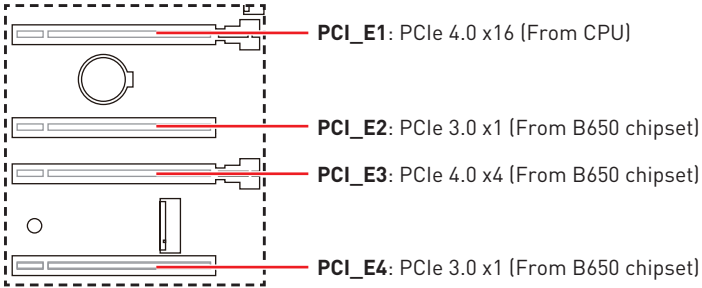 PCI_E1: PCIe 4.0 x16 (From CPU)
PCI_E2: PCIe 3.0 x1 (From B650 chipset)
PCI_E3: PCIe 4.0 x4 (From B650 chipset)
PCI_E4: PCIe 3.0 x1 (From B650 chipset)